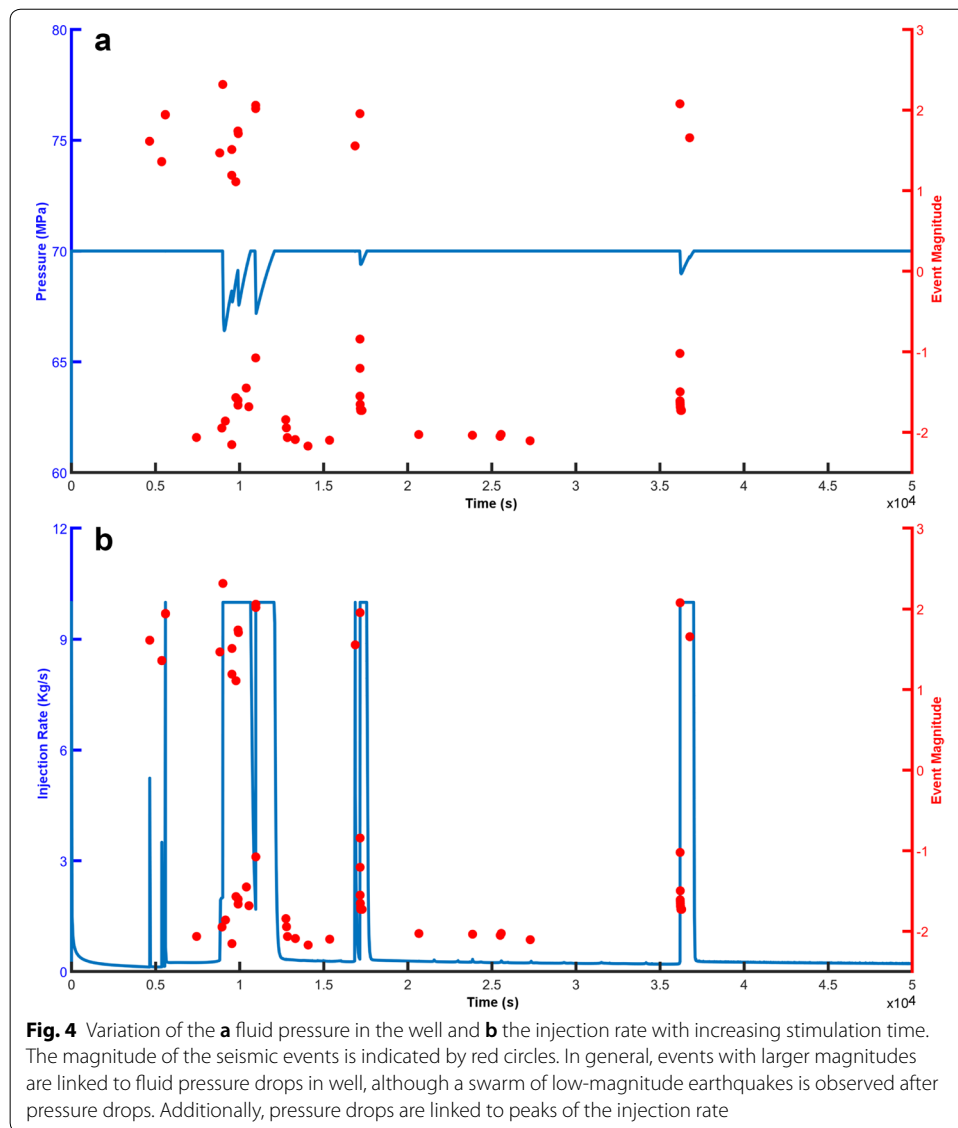 a
80
75
70
65
60
Pressure (MPa)
3
2
1
0
-1
-2
Event Magnitude
0 0.5 1 1.5 2 2.5 3 3.5 4 4.5 5
Time (s)
x10⁴
b
12
9
6
3
0
Injection Rate (Kg/s)
3
2
1
0
-1
-2
Event Magnitude
0 0.5 1 1.5 2 2.5 3 3.5 4 4.5 5
Time (s)
x10⁴
Fig. 4 Variation of the a fluid pressure in the well and b the injection rate with increasing stimulation time.
The magnitude of the seismic events is indicated by red circles. In general, events with larger magnitudes
are linked to fluid pressure drops in well, although a swarm of low-magnitude earthquakes is observed after
pressure drops. Additionally, pressure drops are linked to peaks of the injection rate